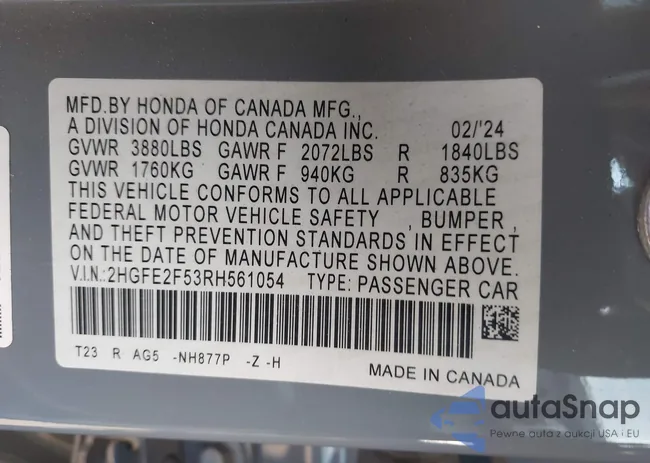 MFD.BY HONDA OF CANADA MFG.,
A DIVISION OF HONDA CANADA INC. 02/'24
GVWR 3880LBS GAWR F 2072LBS R 1840LBS
GVWR 1760KG GAWR F 940KG R 835KG
THIS VEHICLE CONFORMS TO ALL APPLICABLE
FEDERAL MOTOR VEHICLE SAFETY , BUMPER,
AND THEFT PREVENTION STANDARDS IN EFFECT
ON THE DATE OF MANUFACTURE SHOWN ABOVE.
V.I.N.:2HGFE2F53RH561054 TYPE: PASSENGER CAR
T23 R AG5 -NH877P -Z -H
MADE IN CANADA
autaSnap
Pewne auta z aukcji USA i EU